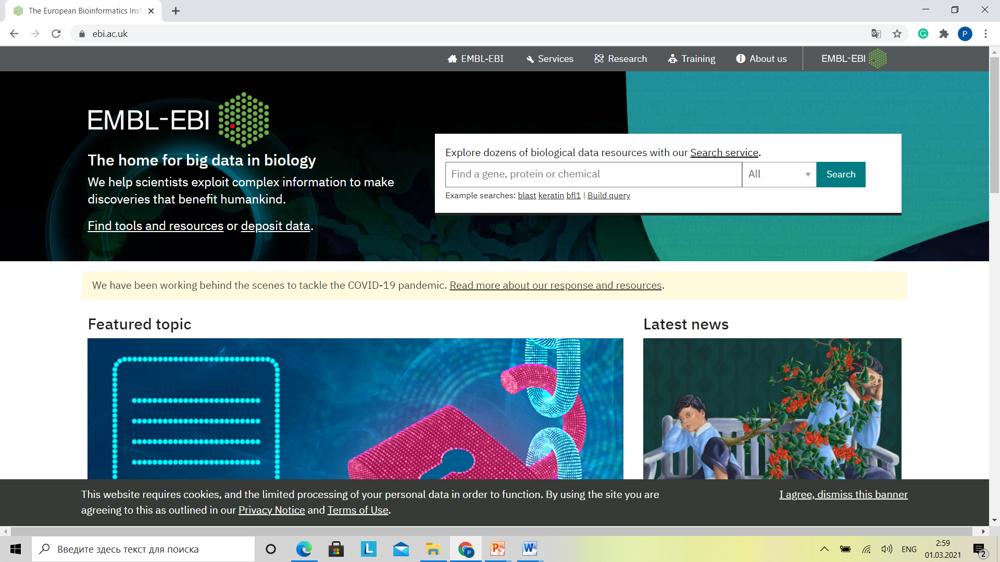 The European Bioinformatics Inst
ebi.ac.uk
EMBL-EBI Services Research Training About us EMBL-EBI
EMBL-EBI
The home for big data in biology
We help scientists exploit complex information to make
discoveries that benefit humankind.
Find tools and resources or deposit data.
Explore dozens of biological data resources with our Search service.
Find a gene, protein or chemical All Search
Example searches: blast keratin bfl1 | Build query
We have been working behind the scenes to tackle the COVID-19 pandemic. Read more about our response and resources.
Featured topic
Latest news
This website requires cookies, and the limited processing of your personal data in order to function. By using the site you are
agreeing to this as outlined in our Privacy Notice and Terms of Use.
I agree, dismiss this banner
Введите здесь текст для поиска
ENG
2:59
01.03.2021
2